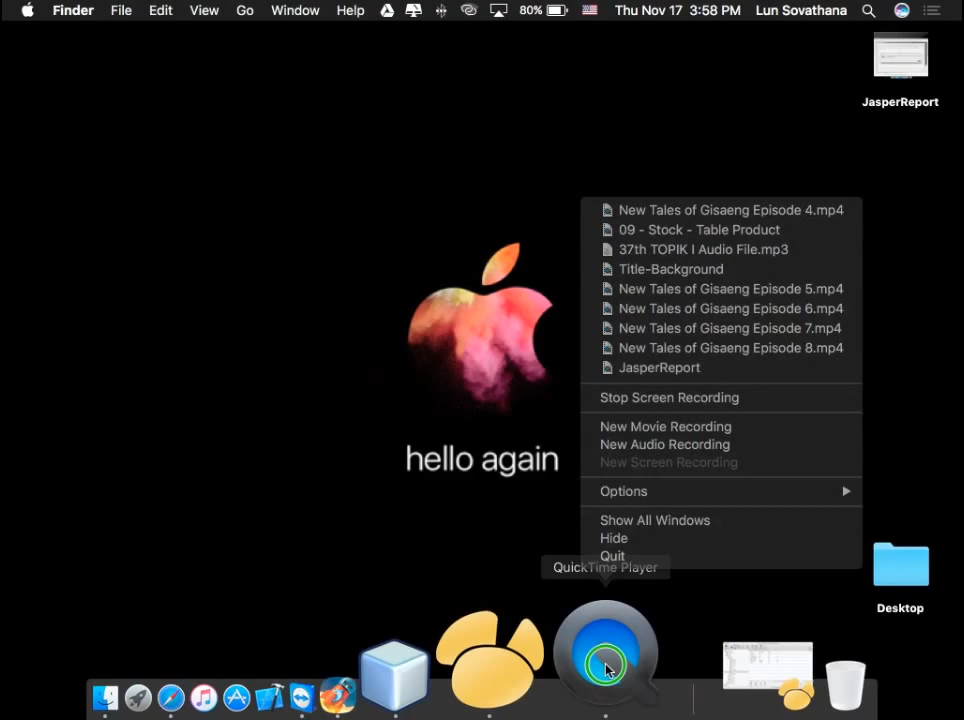 Finder File Edit View Go Window Help 80% Thu Nov 17 3:58 PM Lun Sovathana
JasperReport
New Tales of Gisaeng Episode 4.mp4
09 - Stock - Table Product
37th TOPIK I Audio File.mp3
Title-Background
New Tales of Gisaeng Episode 5.mp4
New Tales of Gisaeng Episode 6.mp4
New Tales of Gisaeng Episode 7.mp4
New Tales of Gisaeng Episode 8.mp4
JasperReport
Stop Screen Recording
New Movie Recording
New Audio Recording
New Screen Recording
hello again
Options
Show All Windows
Hide
Quit
QuickTime Player
Desktop